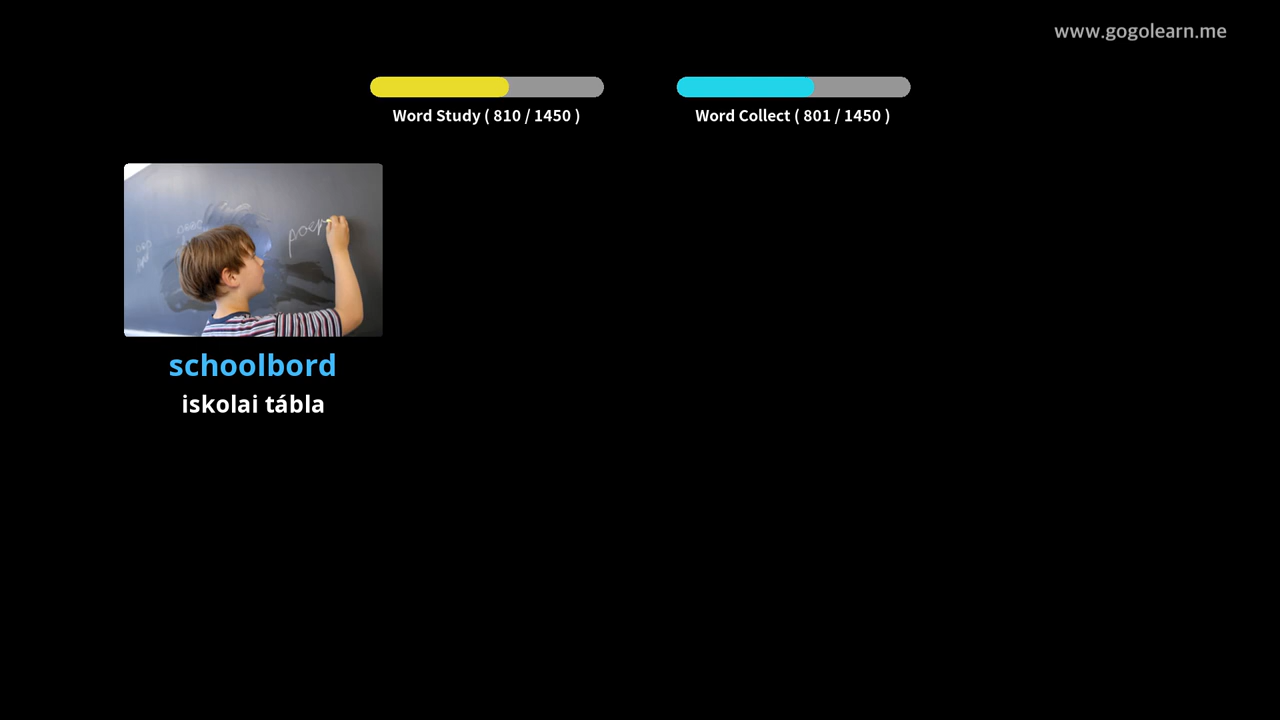 www.gogolearn.me
Word Study ( 810 / 1450 )
Word Collect ( 801 / 1450 )
schoolbord
iskolai tábla